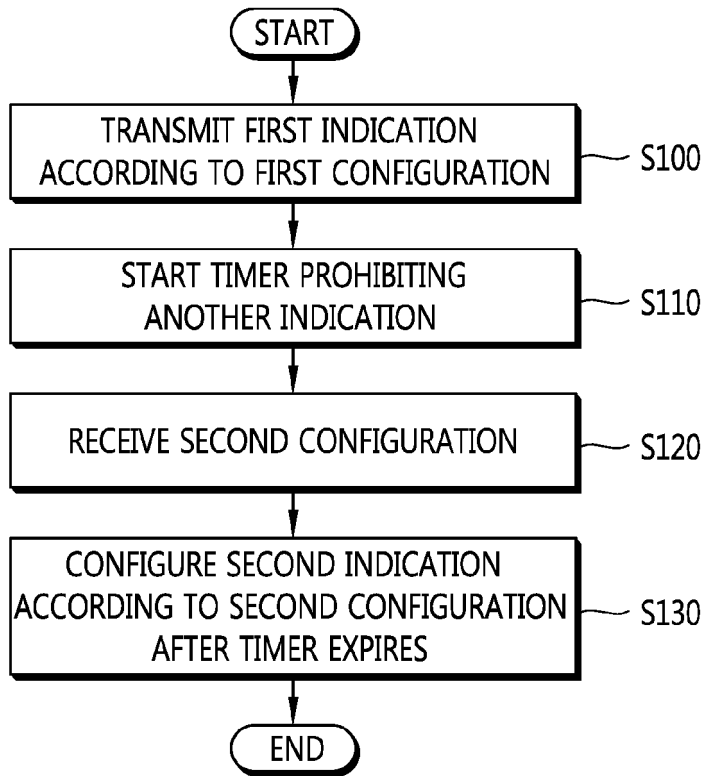 START
TRANSMIT FIRST INDICATION
ACCORDING TO FIRST CONFIGURATION
S100
START TIMER PROHIBITING
ANOTHER INDICATION
S110
RECEIVE SECOND CONFIGURATION
S120
CONFIGURE SECOND INDICATION
ACCORDING TO SECOND CONFIGURATION
AFTER TIMER EXPIRES
S130
END